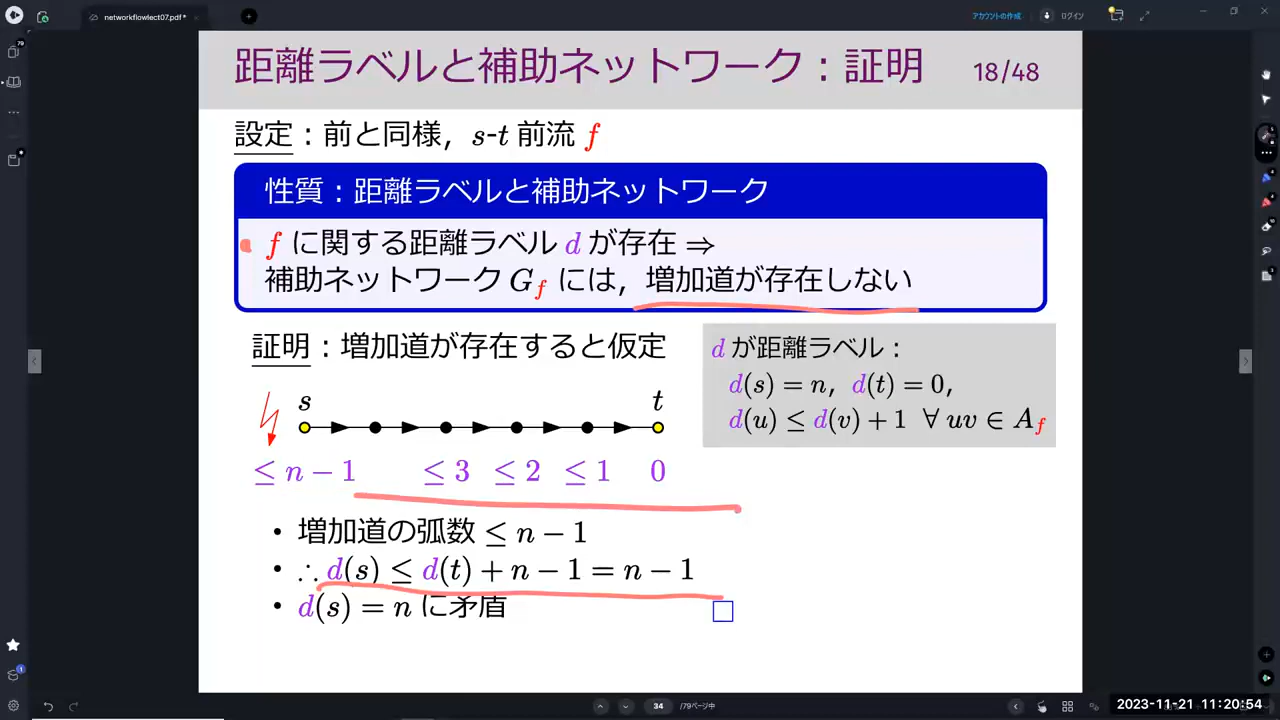 networkflowlect07.pdf *
アカウントの作成
ログイン
距離ラベルと補助ネットワーク：証明 18/48
設定：前と同様，s-t 前流 f
性質：距離ラベルと補助ネットワーク
f に関する距離ラベル d が存在 ⇒
補助ネットワーク G_f には，増加道が存在しない
証明：増加道が存在すると仮定
s t
≤ n − 1 ≤ 3 ≤ 2 ≤ 1 0
d が距離ラベル：
d(s) = n, d(t) = 0,
d(u) ≤ d(v) + 1 ∀ uv ∈ A_f
• 増加道の弧数 ≤ n − 1
• ∴ d(s) ≤ d(t) + n − 1 = n − 1
• d(s) = n に矛盾 □
34 /79ページ中
2023-11-21 11:20:54